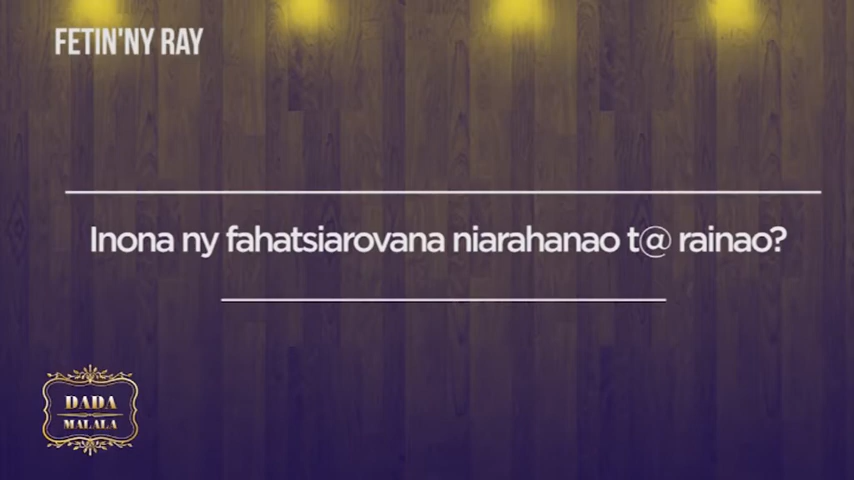 FETIN'NY RAY
Inona ny fahatsiarovana niarahanao t@ rainao?
DADA
MALALA